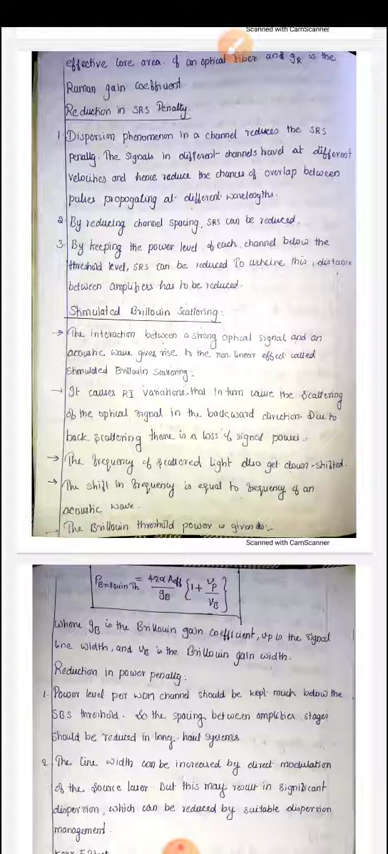 Scanned with CamScanner
effective core area of an optical fiber and gR is the
Raman gain coefficient.
Reduction in SRS Penalty.
1. Dispersion phenomenon in a channel reduces the SRS
penalty. The signals in different channels travel at different
velocities and hence reduce the chances of overlap between
pulses propogating at different wavelengths.
2. By reducing channel spacing, SRS can be reduced.
3. By keeping the power level of each channel below the
threshold level, SRS can be reduced To achieve this, distance
between amplifiers has to be reduced.
Stimulated Brillouin Scattering:
→ The interaction between a strong optical signal and an
acoustic wave gives rise to the non linear effect called
Stimulated Brillouin Scattering.
→ It causes RI variations that in turn cause the Scattering
of the optical signal in the backward direction. Due to
back scattering there is a loss of signal power.
→ The frequency of scattered light also get down-shifted.
→ The shift in frequency is equal to frequency of an
acoustic wave.
→ The Brillouin threshold power is given as:-
Scanned with CamScanner
PBrillouin Th = 42α Aeff / gB {1 + υp / υB}
Where gB is the Brillouin gain coefficient, υp is the signal
line width, and υB is the Brillouin gain width.
Reduction in power penalty:
1. Power level per WDM channel should be kept much below the
SBS threshold. So the spacing between amplifier stages
should be reduced in long-haul systems.
2. The line width can be increased by direct modulation
of the source laser. But this may result in significant
dispersion, which can be reduced by suitable dispersion
management.